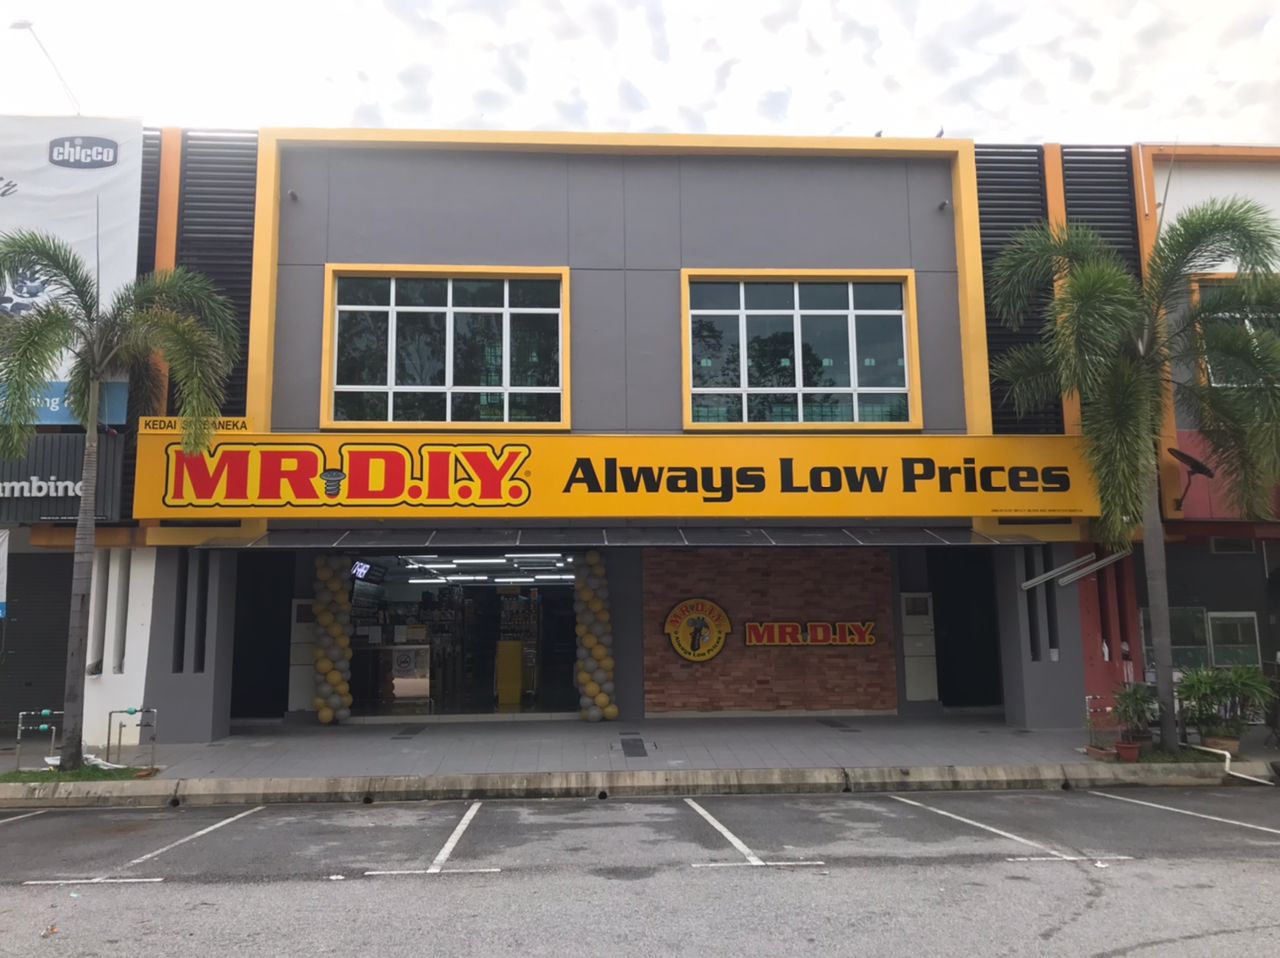 chicco
KEDAI SERBANEKA
MR.D.I.Y.® Always Low Prices
MR.D.I.Y.
Always Low Prices
MR.D.I.Y.